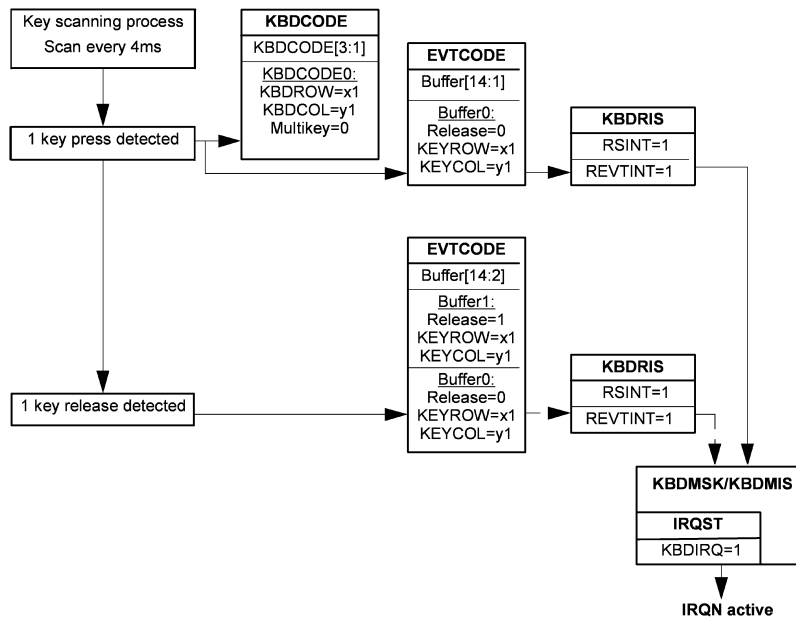 Key scanning process
Scan every 4ms
1 key press detected
KBDCODE
KBDCODE[3:1]
KBDCODE0:
KBDROW=x1
KBDCOL=y1
Multikey=0
EVTCODE
Buffer[14:1]
Buffer0:
Release=0
KEYROW=x1
KEYCOL=y1
KBDRIS
RSINT=1
REVTINT=1
1 key release detected
EVTCODE
Buffer[14:2]
Buffer1:
Release=1
KEYROW=x1
KEYCOL=y1
Buffer0:
Release=0
KEYROW=x1
KEYCOL=y1
KBDRIS
RSINT=1
REVTINT=1
KBDMSK/KBDMIS
IRQST
KBDIRQ=1
IRQN active